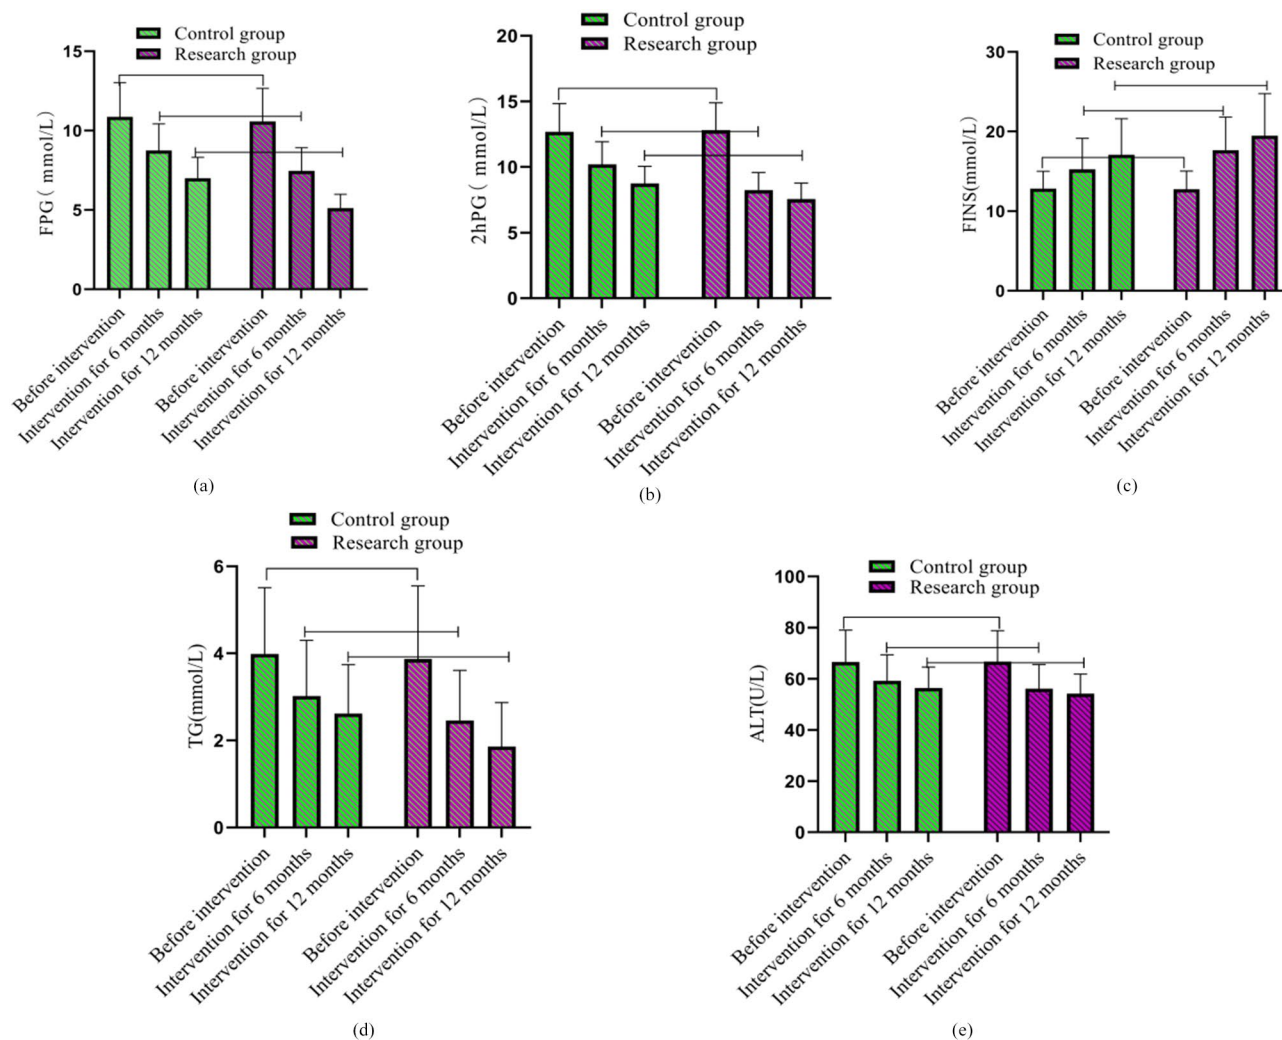 Control group
Research group
15
10
5
0
FPG ( mmol/L)
Before intervention
Intervention for 6 months
Intervention for 12 months
Before intervention
Intervention for 6 months
Intervention for 12 months
(a)
Control group
Research group
20
15
10
5
0
2hPG ( mmol/L)
Before intervention
Intervention for 6 months
Intervention for 12 months
Before intervention
Intervention for 6 months
Intervention for 12 months
(b)
Control group
Research group
30
20
10
0
FINS(mmol/L)
Before intervention
Intervention for 6 months
Intervention for 12 months
Before intervention
Intervention for 6 months
Intervention for 12 months
(c)
Control group
Research group
6
4
2
0
TG(mmol/L)
Before intervention
Intervention for 6 months
Intervention for 12 months
Before intervention
Intervention for 6 months
Intervention for 12 months
(d)
Control group
Research group
100
80
60
40
20
0
ALT(U/L)
Before intervention
Intervention for 6 months
Intervention for 12 months
Before intervention
Intervention for 6 months
Intervention for 12 months
(e)